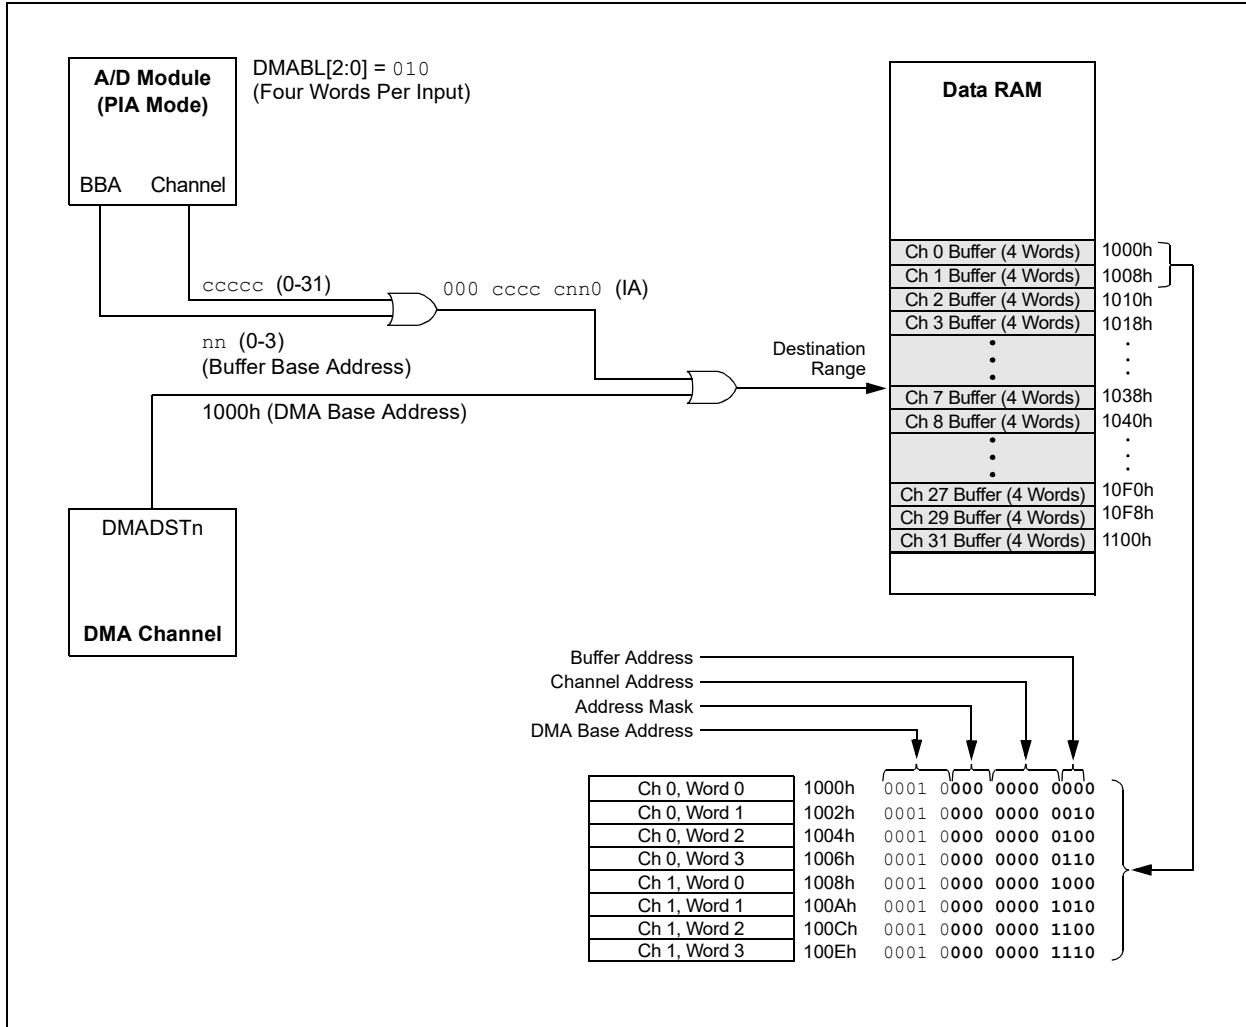 A/D Module
(PIA Mode)
BBA Channel
DMABL[2:0] = 010
(Four Words Per Input)
ccccc (0-31)
000 cccc cnn0 (IA)
nn (0-3)
(Buffer Base Address)
1000h (DMA Base Address)
DMADSTn
DMA Channel
Destination
Range
Data RAM
Ch 0 Buffer (4 Words) 1000h
Ch 1 Buffer (4 Words) 1008h
Ch 2 Buffer (4 Words) 1010h
Ch 3 Buffer (4 Words) 1018h
Ch 7 Buffer (4 Words) 1038h
Ch 8 Buffer (4 Words) 1040h
Ch 27 Buffer (4 Words) 10F0h
Ch 29 Buffer (4 Words) 10F8h
Ch 31 Buffer (4 Words) 1100h
Buffer Address
Channel Address
Address Mask
DMA Base Address
Ch 0, Word 0 1000h 0001 0000 0000 0000
Ch 0, Word 1 1002h 0001 0000 0000 0010
Ch 0, Word 2 1004h 0001 0000 0000 0100
Ch 0, Word 3 1006h 0001 0000 0000 0110
Ch 1, Word 0 1008h 0001 0000 0000 1000
Ch 1, Word 1 100Ah 0001 0000 0000 1010
Ch 1, Word 2 100Ch 0001 0000 0000 1100
Ch 1, Word 3 100Eh 0001 0000 0000 1110